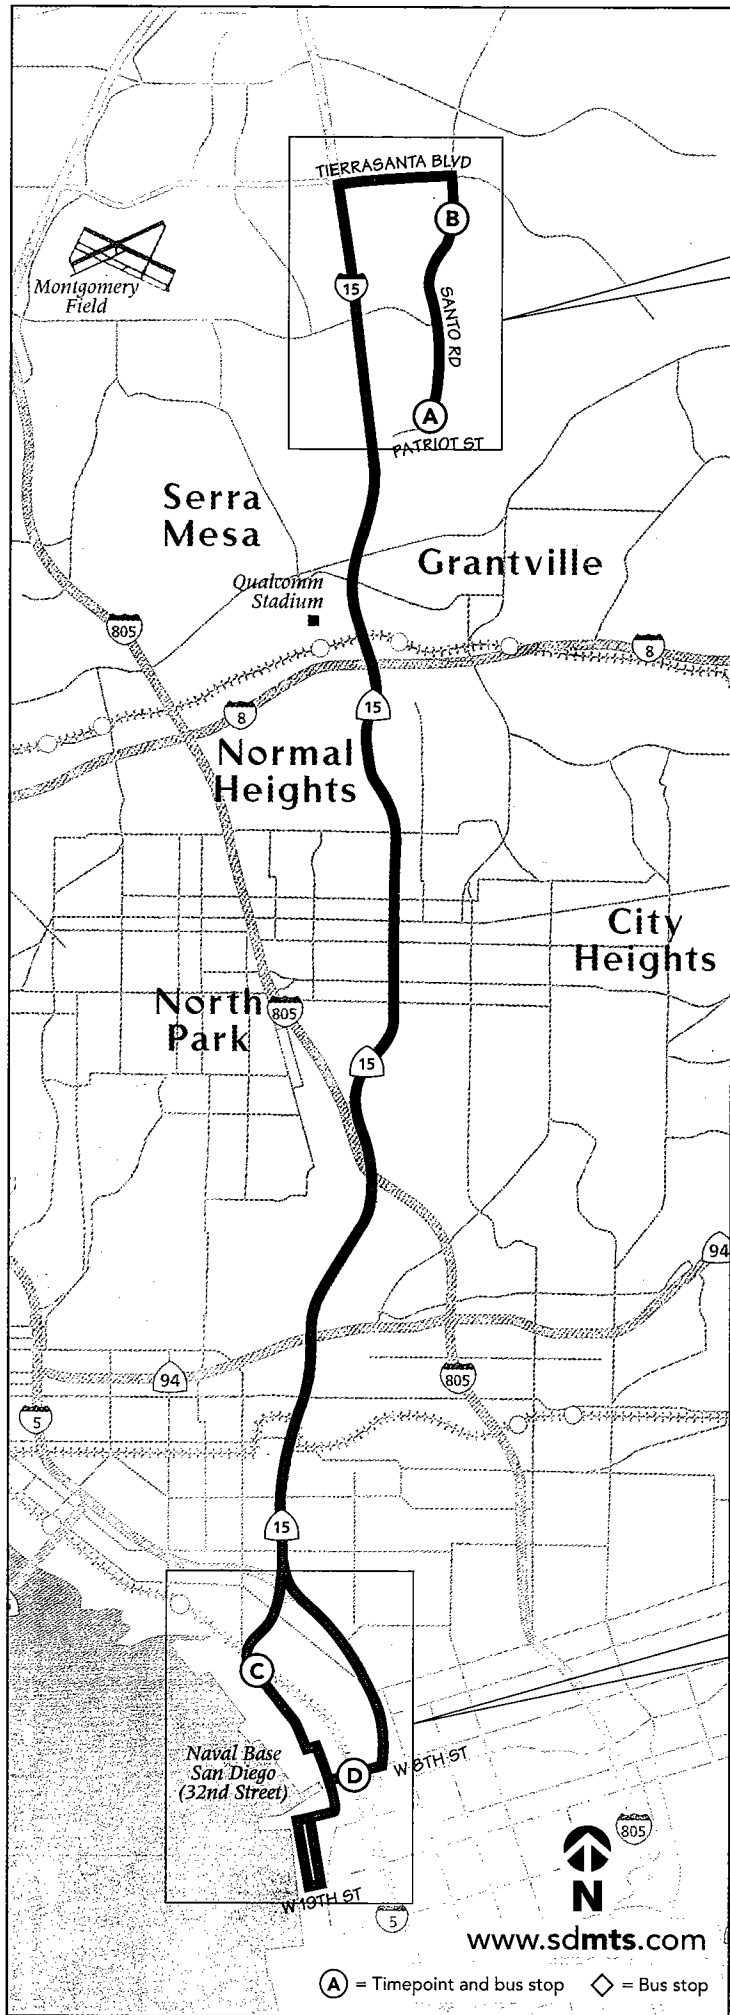 TIERRASANTA BLVD
B
Montgomery
Field
15
SANTO RD
A
PATRIOT ST
Serra
Mesa
Grantville
Qualcomm
Stadium
805
8
8
15
Normal
Heights
City
Heights
North
Park
805
15
94
94
805
5
15
C
Naval Base
San Diego
(32nd Street)
D
W 8TH ST
805
N
W 19TH ST
5
www.sdmts.com
A = Timepoint and bus stop
= Bus stop